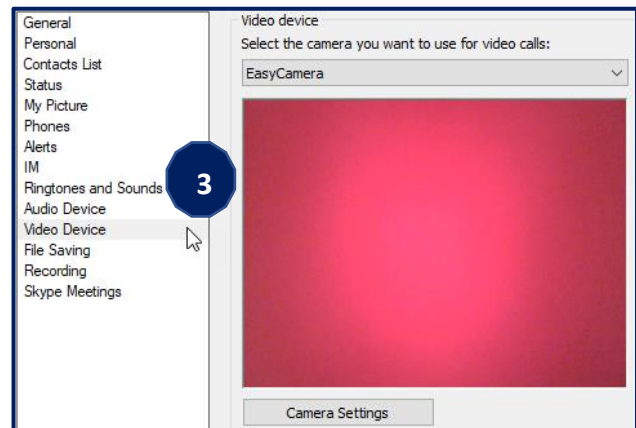 General
Personal
Contacts List
Status
My Picture
Phones
Alerts
IM
Ringtones and Sounds
Audio Device
Video Device
File Saving
Recording
Skype Meetings
3
Video device
Select the camera you want to use for video calls:
EasyCamera
Camera Settings